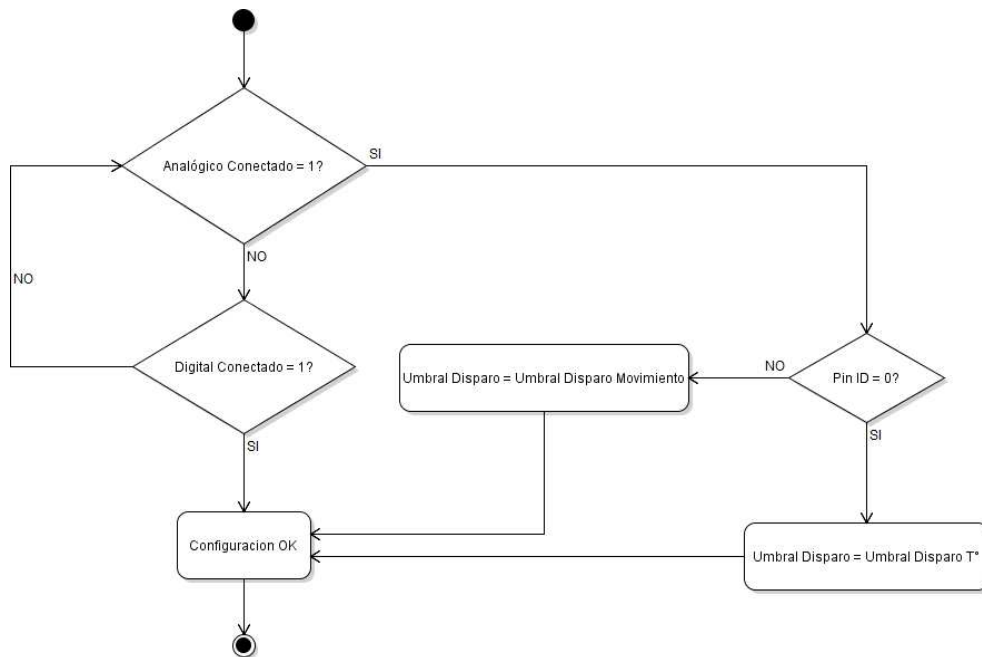 Analógico Conectado = 1?
SI
NO
NO
Digital Conectado = 1?
SI
Umbral Disparo = Umbral Disparo Movimiento
NO
Pin ID = 0?
SI
Configuracion OK
Umbral Disparo = Umbral Disparo T°